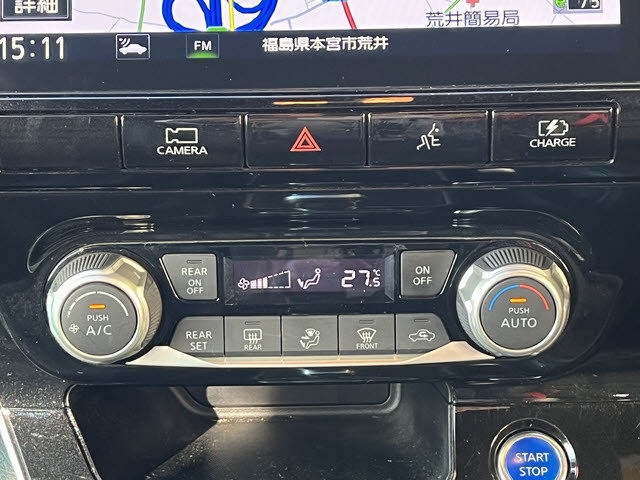 詳細
荒井簡易局
15:11
FM
福島県本宮市荒井
CAMERA
CHARGE
REAR
ON
OFF
27.5
°C
ON
OFF
PUSH
A/C
PUSH
AUTO
REAR
SET
REAR
FRONT
START
STOP